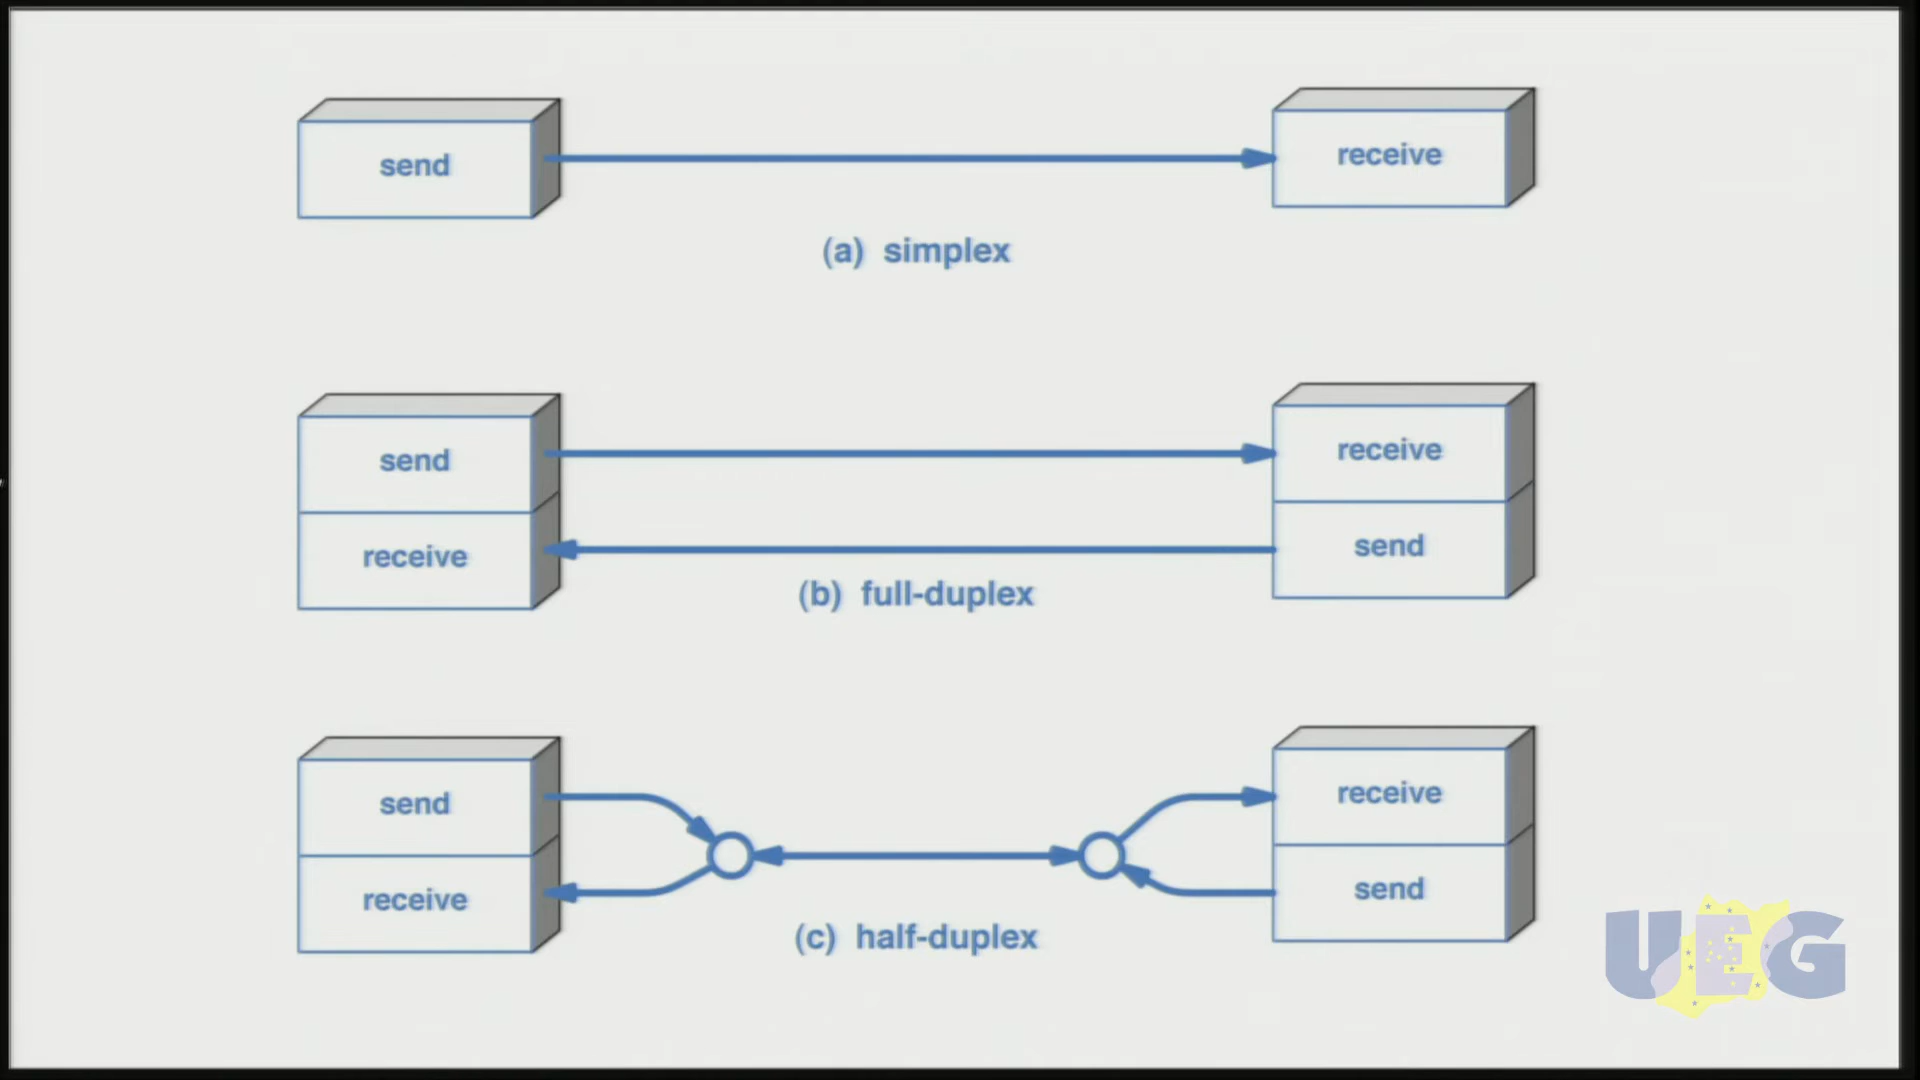 send receive
(a) simplex
send receive
receive send
(b) full-duplex
send receive
receive send
(c) half-duplex
UEG